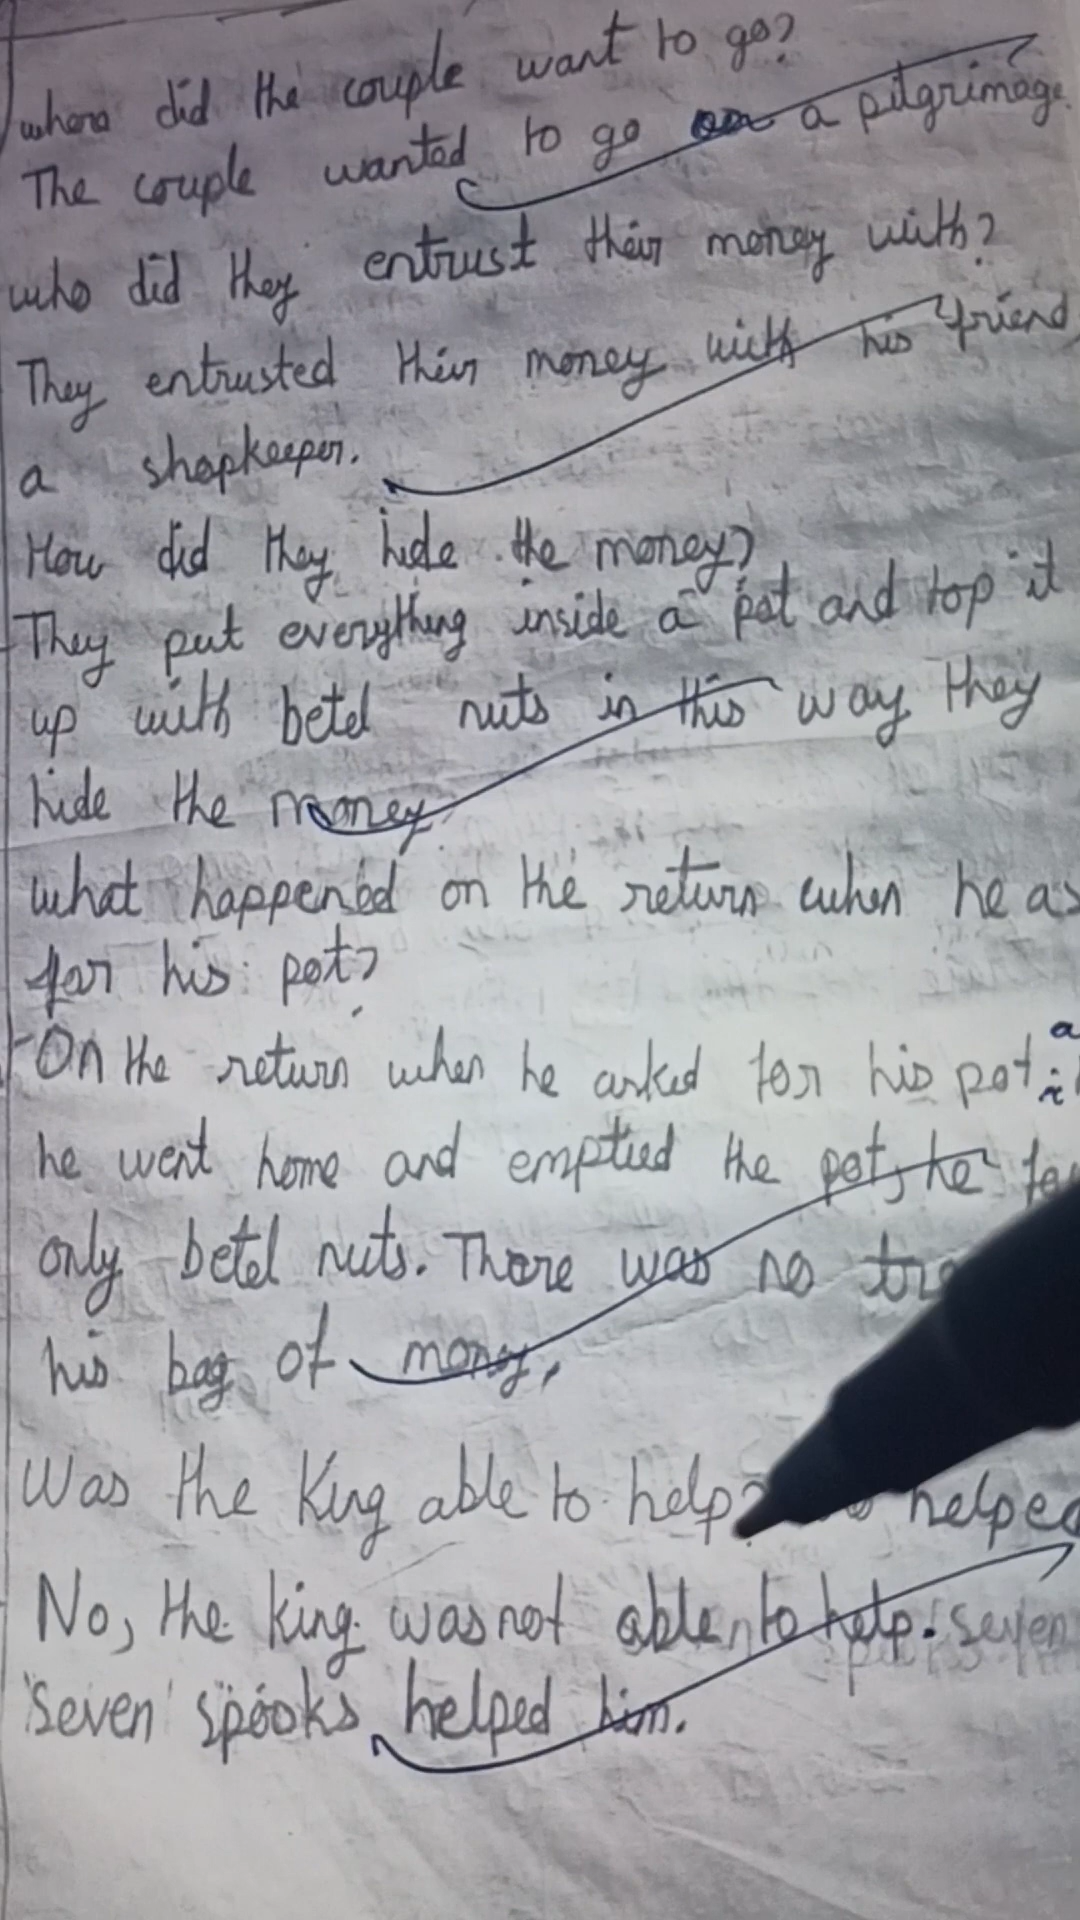 where did the couple want to go?
The couple wanted to go on a pilgrimage.
who did they entrust their money with?
They entrusted their money with his friend,
a shopkeeper.
How did they hide the money?
They put everything inside a pot and top it
up with betel nuts in this way they
hide the money.
what happened on the return when he as
for his pot?
On the return when he asked for his pot.
he went home and emptied the pot, he
only betel nuts. There was no
his bag of money.
Was the King able to help? helped
No, the king was not able to help. seven
'Seven' spooks helped him.